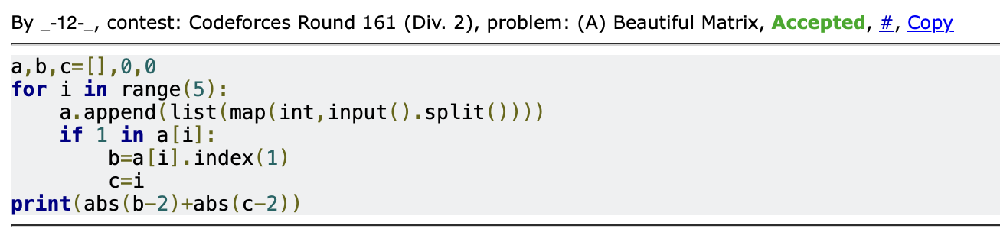 By _-12-_, contest: Codeforces Round 161 (Div. 2), problem: (A) Beautiful Matrix, Accepted, #, Copy
a,b,c=[],0,0
for i in range(5):
    a.append(list(map(int,input().split())))
    if 1 in a[i]:
        b=a[i].index(1)
        c=i
print(abs(b-2)+abs(c-2))